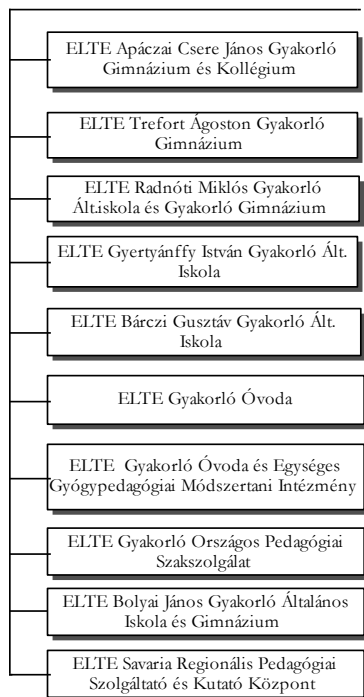 ELTE Apáczai Csere János Gyakorló
Gimnázium és Kollégium
ELTE Trefort Ágoston Gyakorló
Gimnázium
ELTE Radnóti Miklós Gyakorló
Ált.iskola és Gyakorló Gimnázium
ELTE Gyertyánffy István Gyakorló Ált.
Iskola
ELTE Bárczi Gusztáv Gyakorló Ált.
Iskola
ELTE Gyakorló Óvoda
ELTE Gyakorló Óvoda és Egységes
Gyógypedagógiai Módszertani Intézmény
ELTE Gyakorló Országos Pedagógiai
Szakszolgálat
ELTE Bolyai János Gyakorló Általános
Iskola és Gimnázium
ELTE Savaria Regionális Pedagógiai
Szolgáltató és Kutató Központ